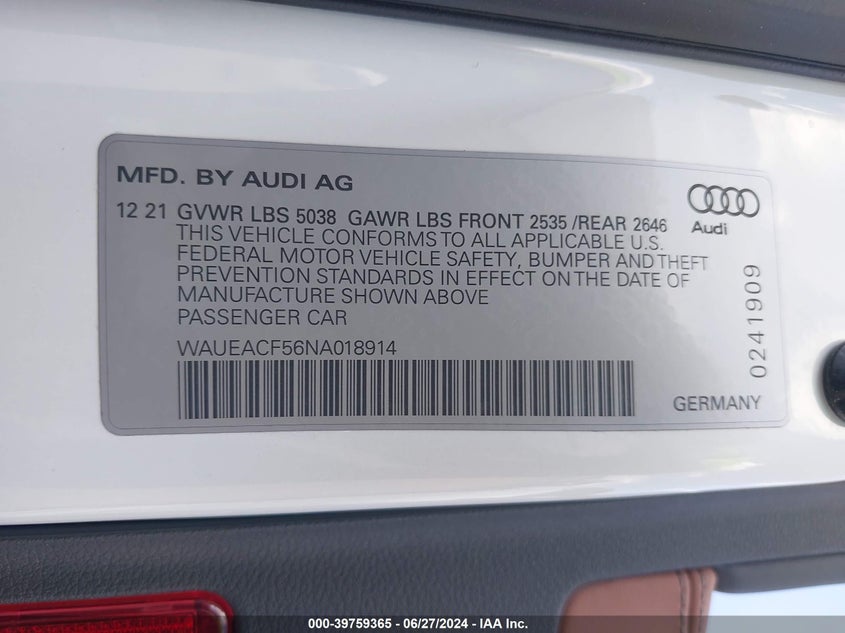 MFD. BY AUDI AG
12 21 GVWR LBS 5038 GAWR LBS FRONT 2535 /REAR 2646
THIS VEHICLE CONFORMS TO ALL APPLICABLE U.S.
FEDERAL MOTOR VEHICLE SAFETY, BUMPER AND THEFT
PREVENTION STANDARDS IN EFFECT ON THE DATE OF
MANUFACTURE SHOWN ABOVE
PASSENGER CAR
WAUEACF56NA018914
Audi
0241909
GERMANY
000-39759365 - 06/27/2024 - IAA Inc.